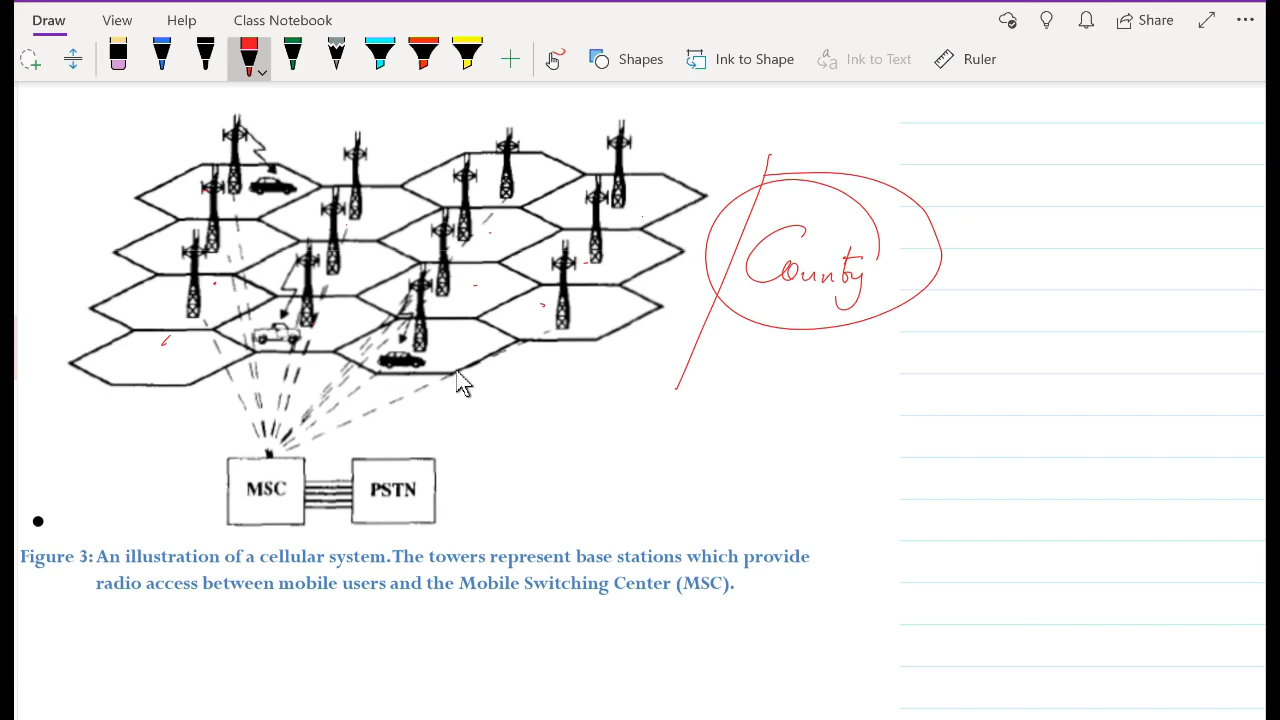 Draw View Help Class Notebook Share
Shapes Ink to Shape Ink to Text Ruler
County
MSC PSTN
Figure 3: An illustration of a cellular system. The towers represent base stations which provide
radio access between mobile users and the Mobile Switching Center (MSC).